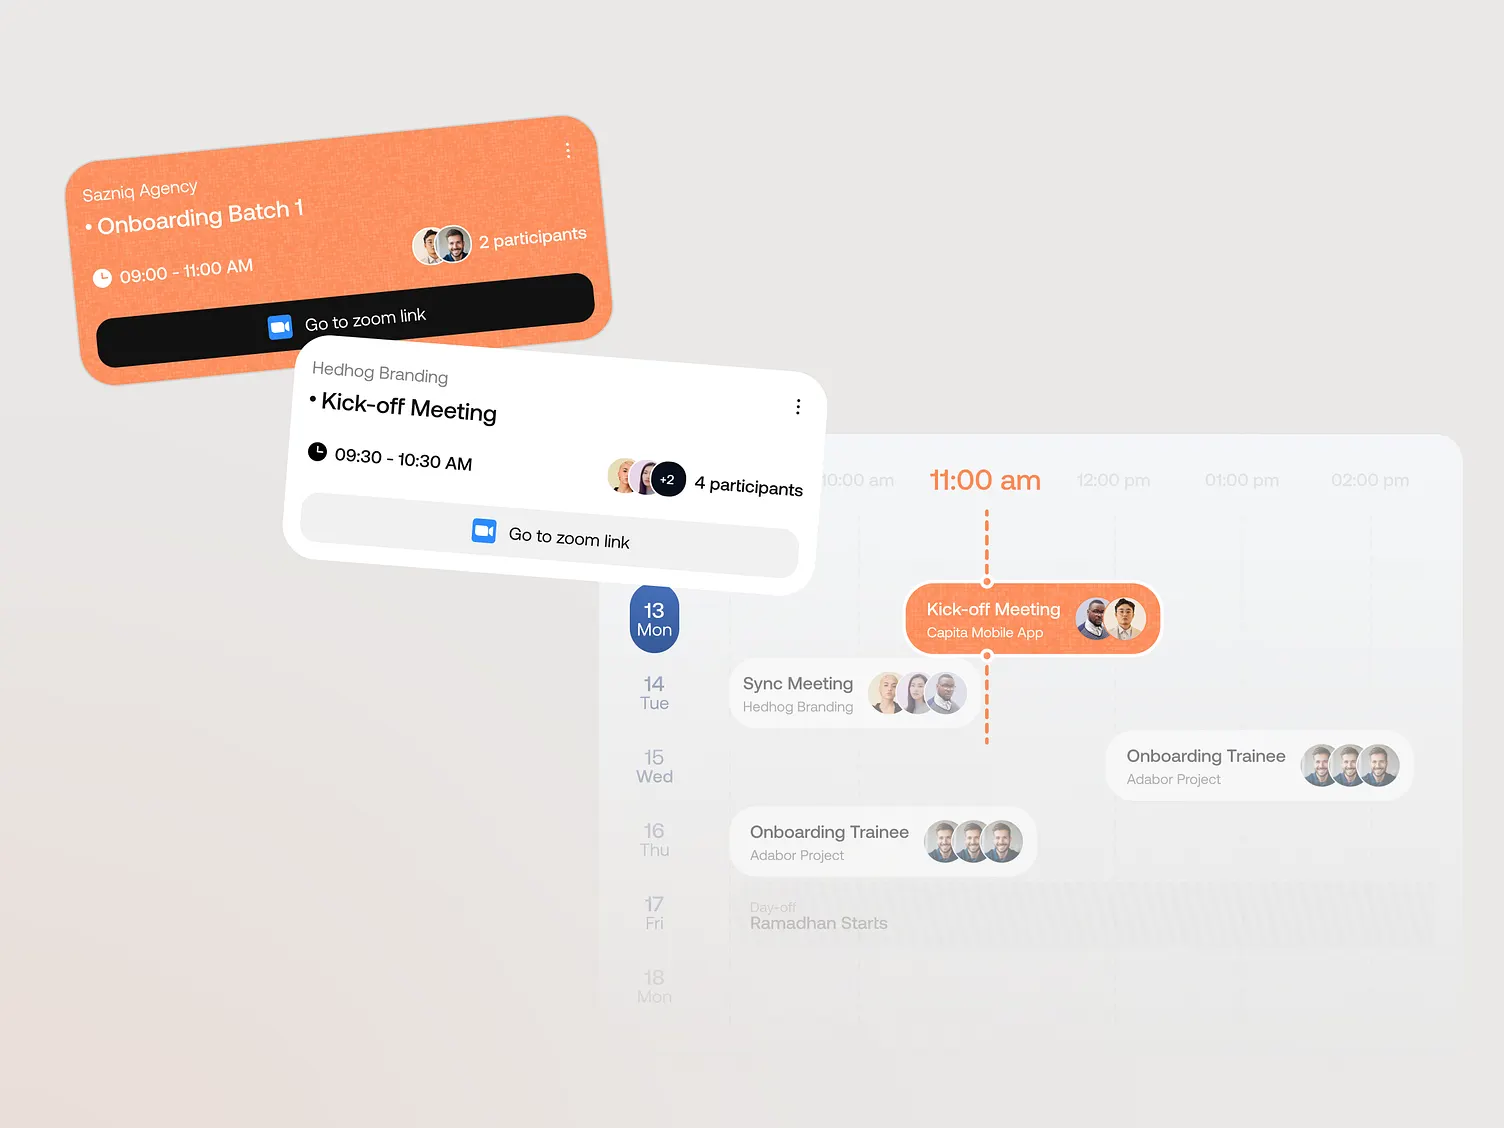 Sazniq Agency
• Onboarding Batch 1
09:00 - 11:00 AM
2 participants
Go to zoom link
Hedhog Branding
• Kick-off Meeting
09:30 - 10:30 AM
+2
4 participants
Go to zoom link
10:00 am
11:00 am
12:00 pm
01:00 pm
02:00 pm
13
Mon
Kick-off Meeting
Capita Mobile App
14
Tue
Sync Meeting
Hedhog Branding
15
Wed
Onboarding Trainee
Adabor Project
16
Thu
Onboarding Trainee
Adabor Project
17
Fri
Day-off
Ramadhan Starts
18
Mon